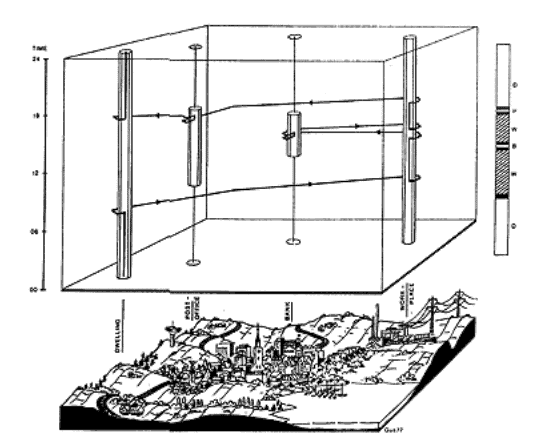 TIME
24
18
12
06
00
D
P
W
B
W
D
DWELLING
POST-
OFFICE
BANK
WORK-
PLACE